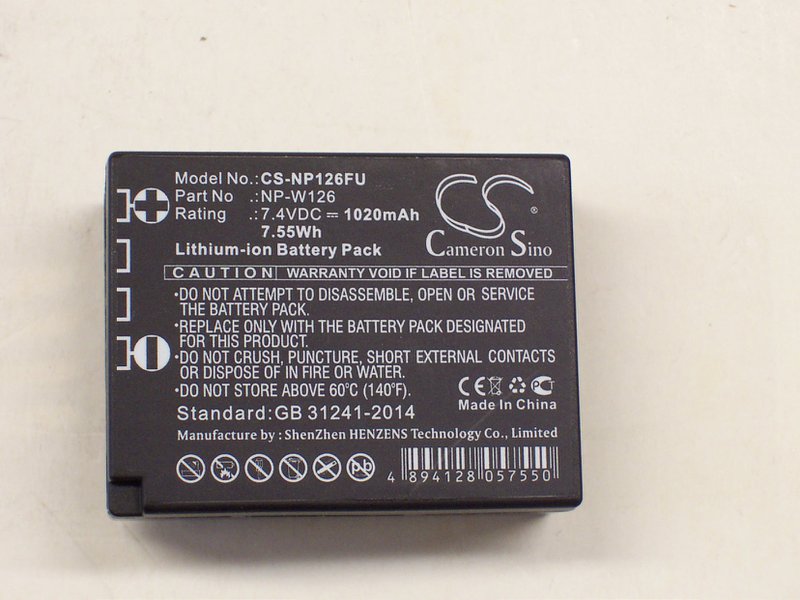 Model No.:CS-NP126FU
Part No :NP-W126
Rating :7.4VDC ⎓ 1020mAh
7.55Wh
Lithium-ion Battery Pack
CS ®
Cameron Sino
CAUTION WARRANTY VOID IF LABEL IS REMOVED
•DO NOT ATTEMPT TO DISASSEMBLE, OPEN OR SERVICE
THE BATTERY PACK.
•REPLACE ONLY WITH THE BATTERY PACK DESIGNATED
FOR THIS PRODUCT.
•DO NOT CRUSH, PUNCTURE, SHORT EXTERNAL CONTACTS
OR DISPOSE OF IN FIRE OR WATER.
•DO NOT STORE ABOVE 60°C (140°F).
CE PCT
Made In China
Standard:GB 31241-2014
Manufacture by : ShenZhen HENZENS Technology Co., Limited
pb
4 894128 057550